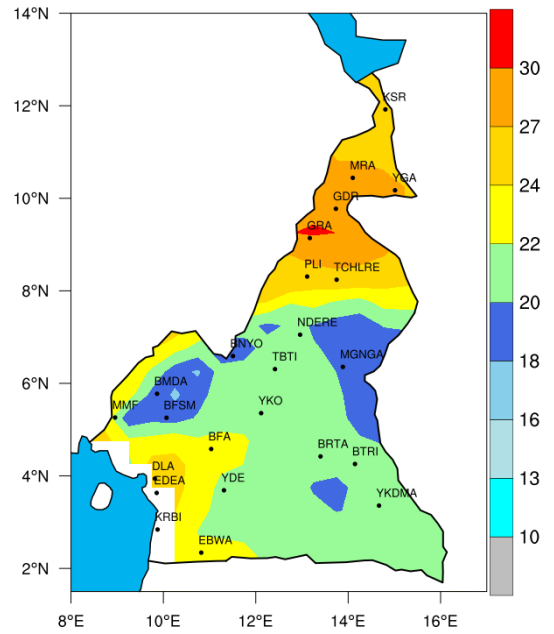 14°N
30
KSR
12°N
27
MRA
YGA
24
10°N
GDR
GRA
22
PLI
TCHLRE
8°N
20
NDERE
BNYO
MGNGA
TBTI
18
6°N
BMDA
MMF
BFSM
YKO
16
BFA
BRTA
BTRI
DLA
4°N
EDEA
YDE
YKDMA
13
KRBI
EBWA
10
2°N
8°E 10°E 12°E 14°E 16°E